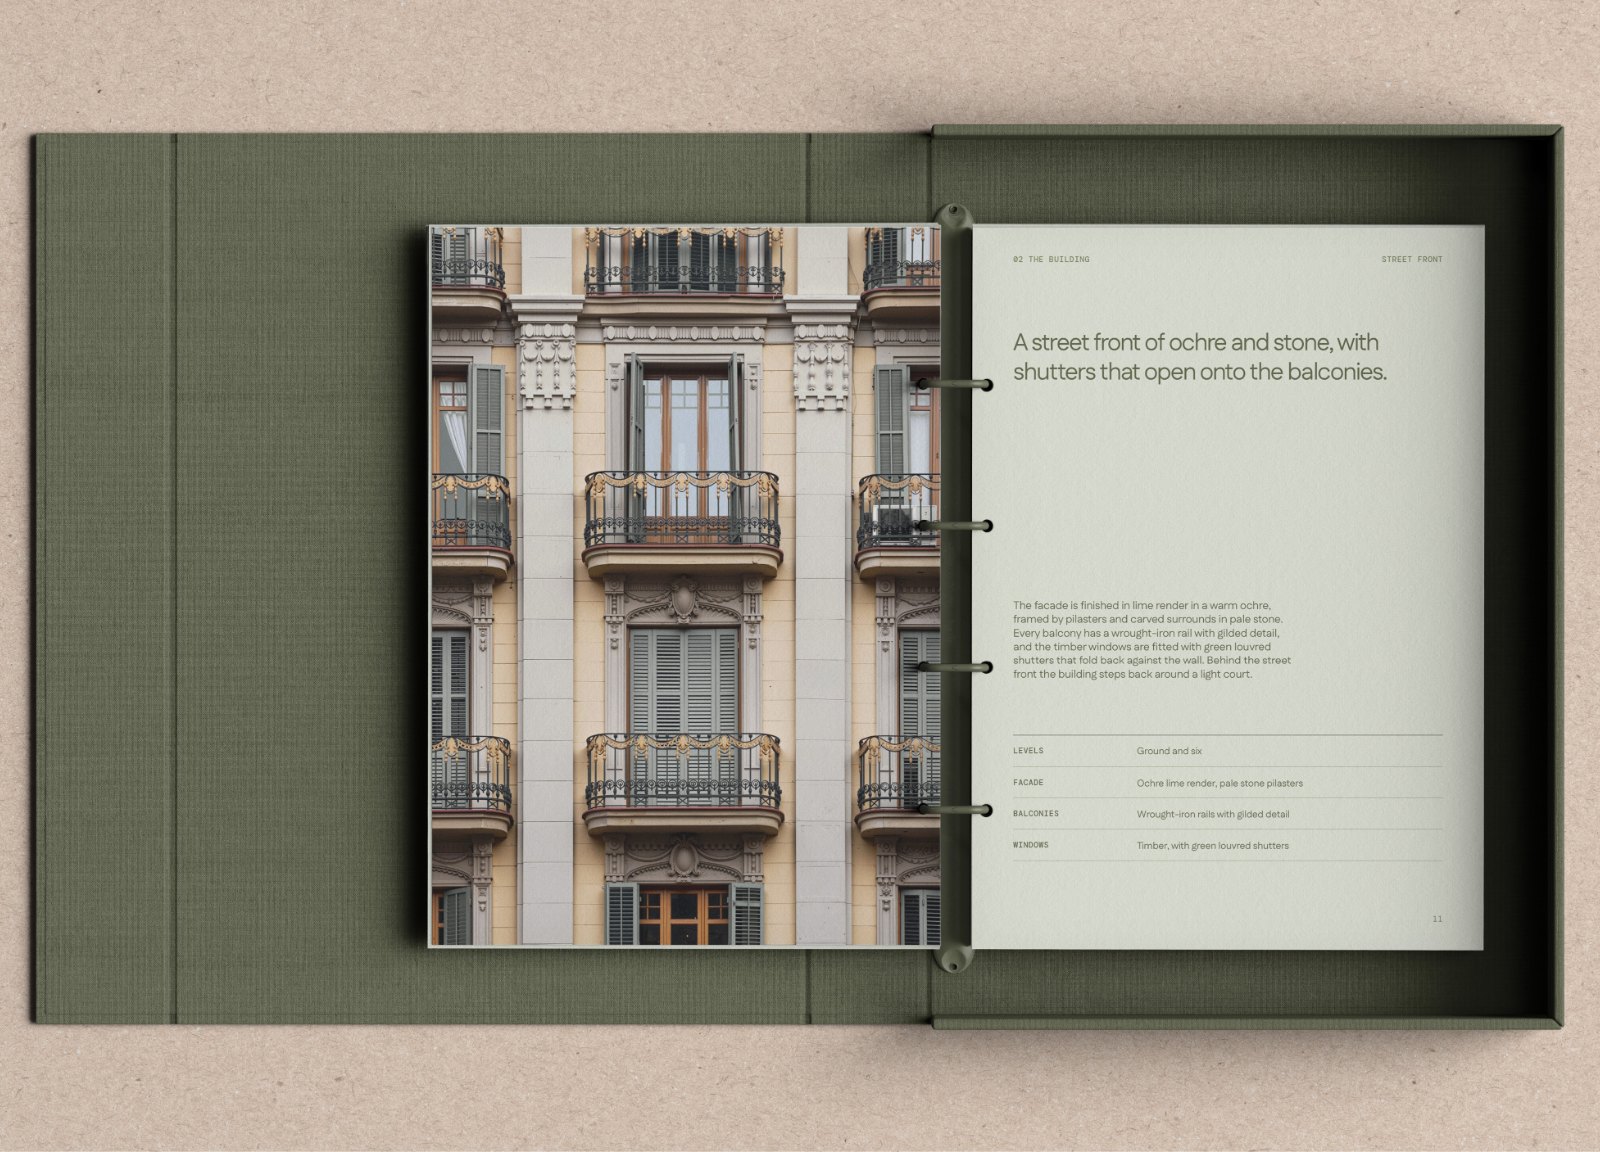 02 THE BUILDING
STREET FRONT
A street front of ochre and stone, with
shutters that open onto the balconies.
The facade is finished in lime render in a warm ochre,
framed by pilasters and carved surrounds in pale stone.
Every balcony has a wrought-iron rail with gilded detail,
and the timber windows are fitted with green louvred
shutters that fold back against the wall. Behind the street
front the building steps back around a light court.
LEVELS Ground and six
FACADE Ochre lime render, pale stone pilasters
BALCONIES Wrought-iron rails with gilded detail
WINDOWS Timber, with green louvred shutters
11